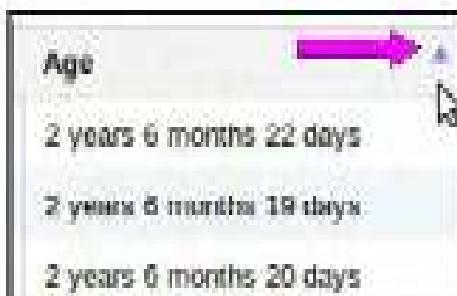 Age
2 years 6 months 22 days
2 years 6 months 19 days
2 years 6 months 20 days